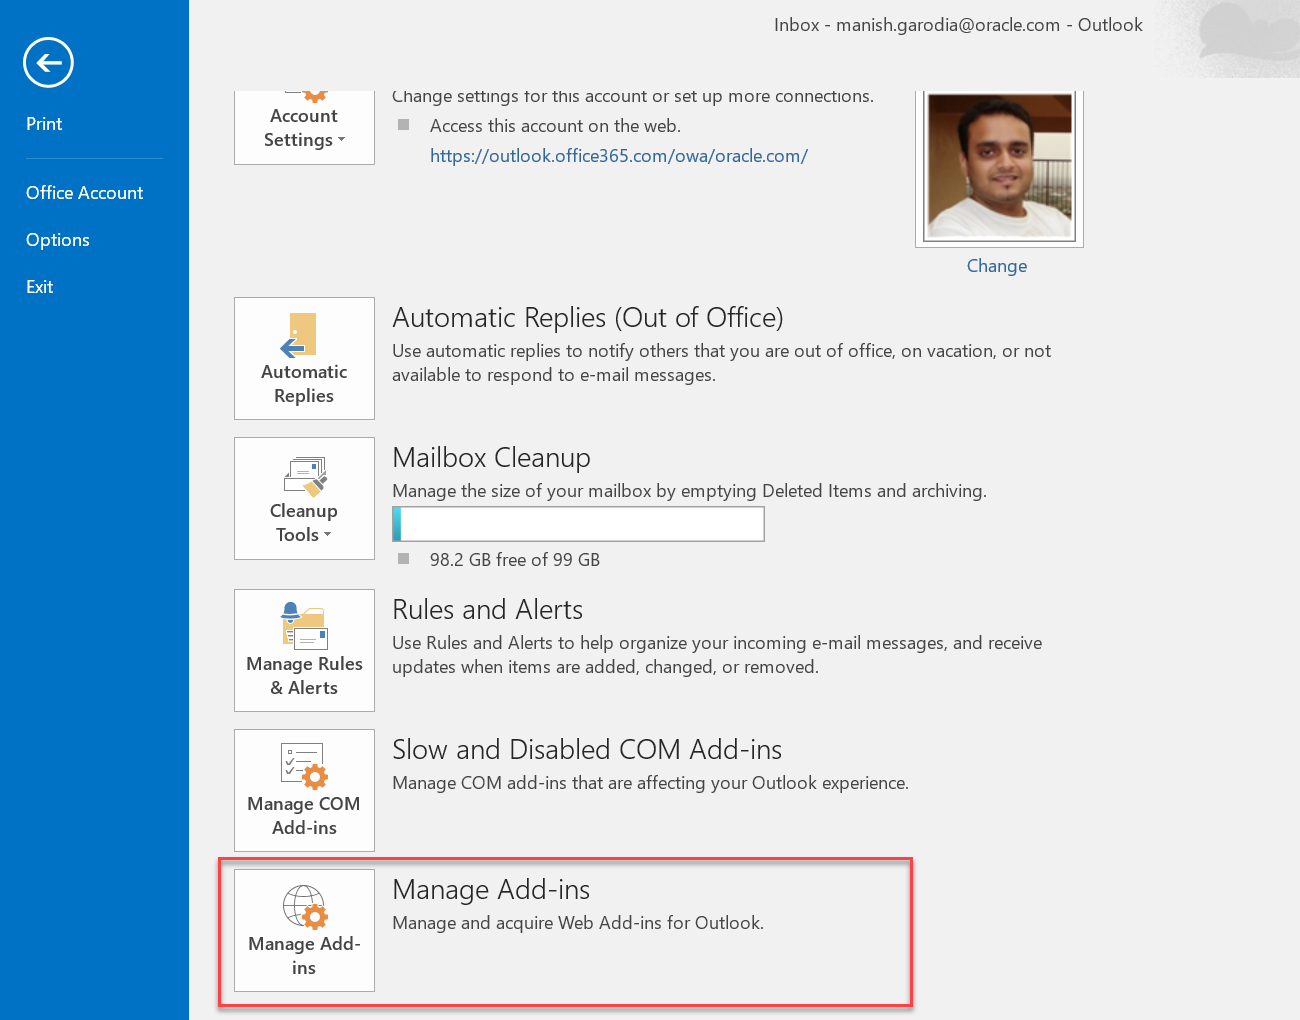 Inbox - manish.garodia@oracle.com - Outlook
Print
Office Account
Options
Exit
Account
Settings
Change settings for this account or set up more connections.
Access this account on the web.
https://outlook.office365.com/owa/oracle.com/
Change
Automatic
Replies
Automatic Replies (Out of Office)
Use automatic replies to notify others that you are out of office, on vacation, or not
available to respond to e-mail messages.
Cleanup
Tools
Mailbox Cleanup
Manage the size of your mailbox by emptying Deleted Items and archiving.
98.2 GB free of 99 GB
Manage Rules
& Alerts
Rules and Alerts
Use Rules and Alerts to help organize your incoming e-mail messages, and receive
updates when items are added, changed, or removed.
Manage COM
Add-ins
Slow and Disabled COM Add-ins
Manage COM add-ins that are affecting your Outlook experience.
Manage Add-
ins
Manage Add-ins
Manage and acquire Web Add-ins for Outlook.